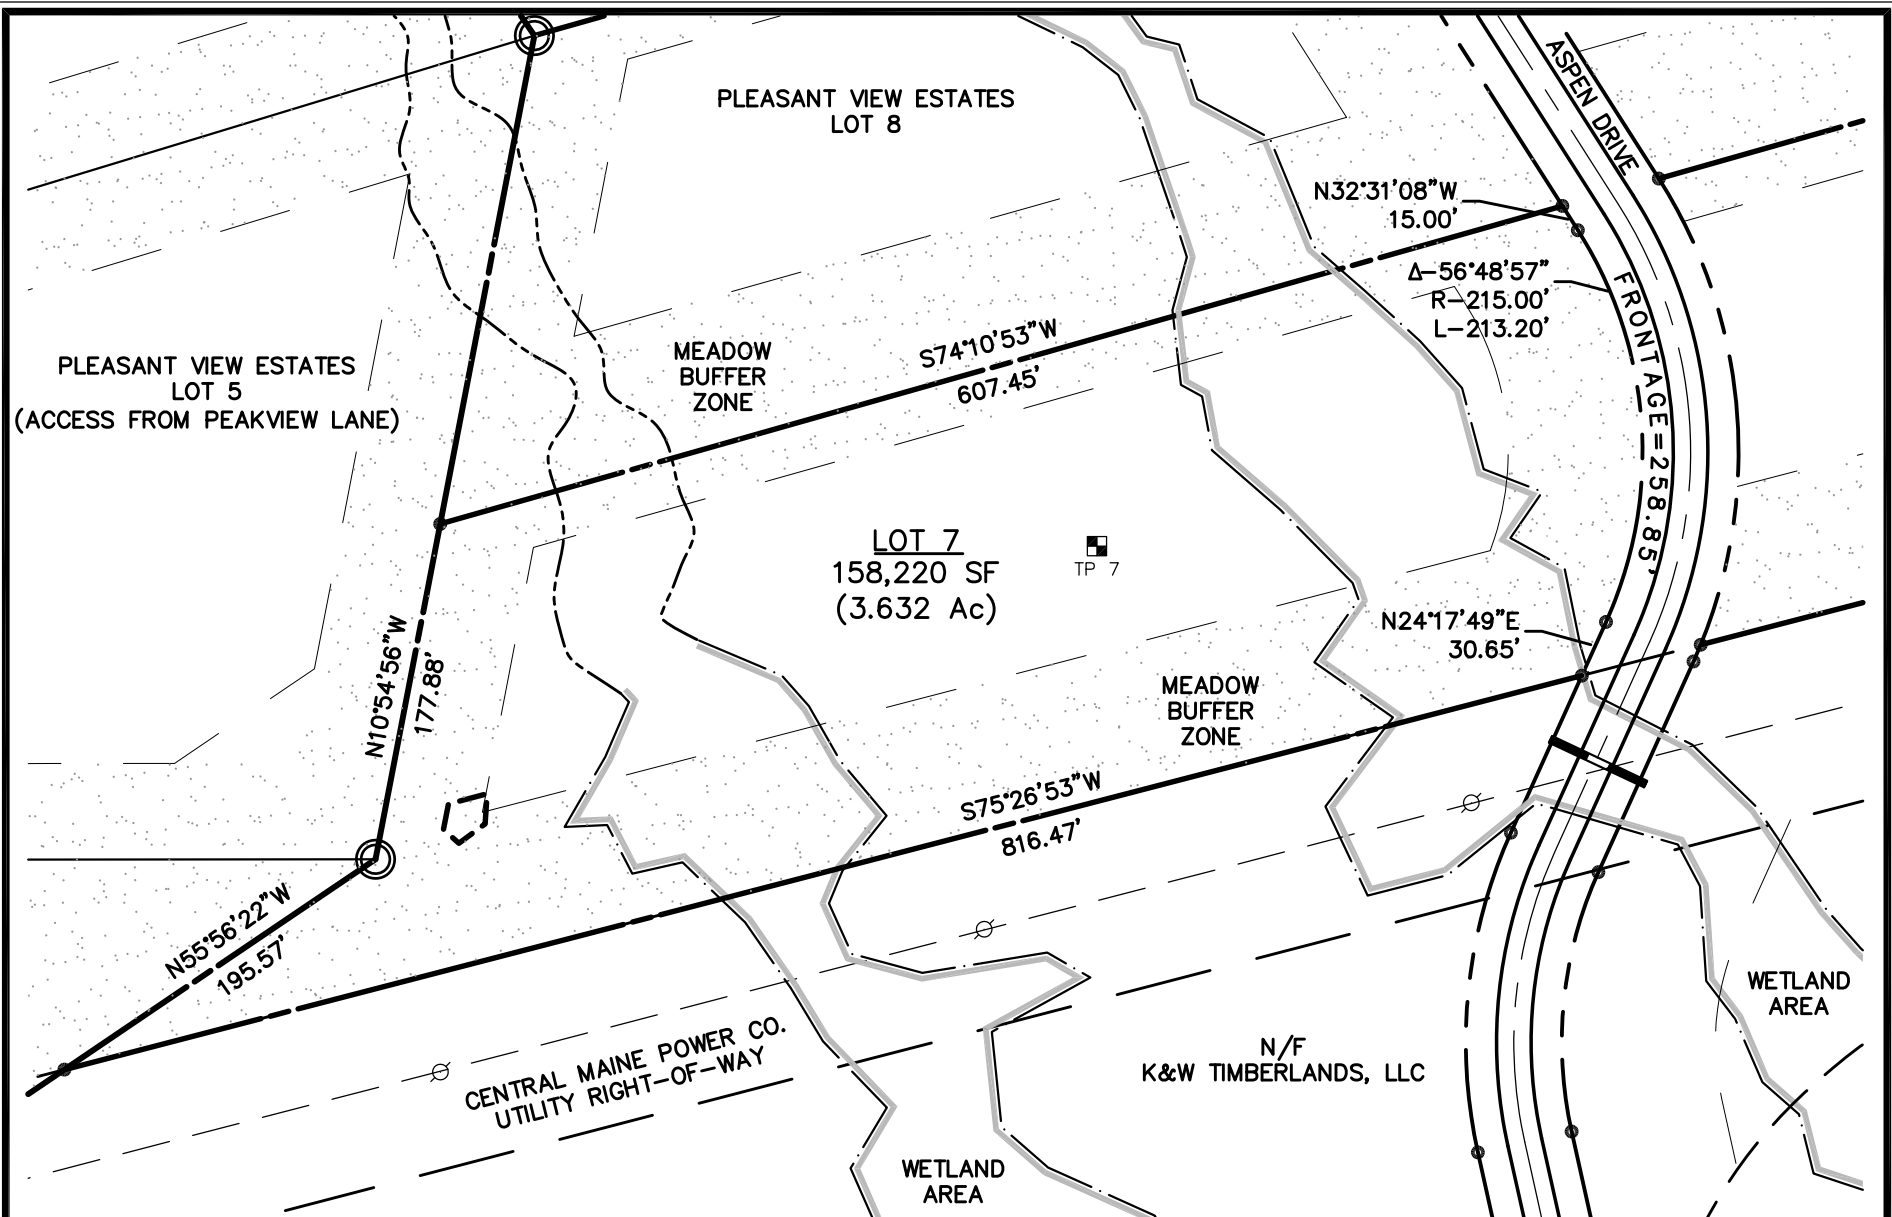 PLEASANT VIEW ESTATES
LOT 8
ASPEN DRIVE
N32°31'08"W
15.00'
Δ-56°48'57"
R-215.00'
L-213.20'
FRONTAGE=258.85'
S74°10'53"W
607.45'
MEADOW
BUFFER
ZONE
PLEASANT VIEW ESTATES
LOT 5
(ACCESS FROM PEAKVIEW LANE)
LOT 7
158,220 SF
(3.632 Ac)
TP 7
N24°17'49"E
30.65'
N10°54'56"W
177.88'
MEADOW
BUFFER
ZONE
S75°26'53"W
816.47'
N55°56'22"W
195.57'
CENTRAL MAINE POWER CO.
UTILITY RIGHT-OF-WAY
N/F
K&W TIMBERLANDS, LLC
WETLAND
AREA
WETLAND
AREA